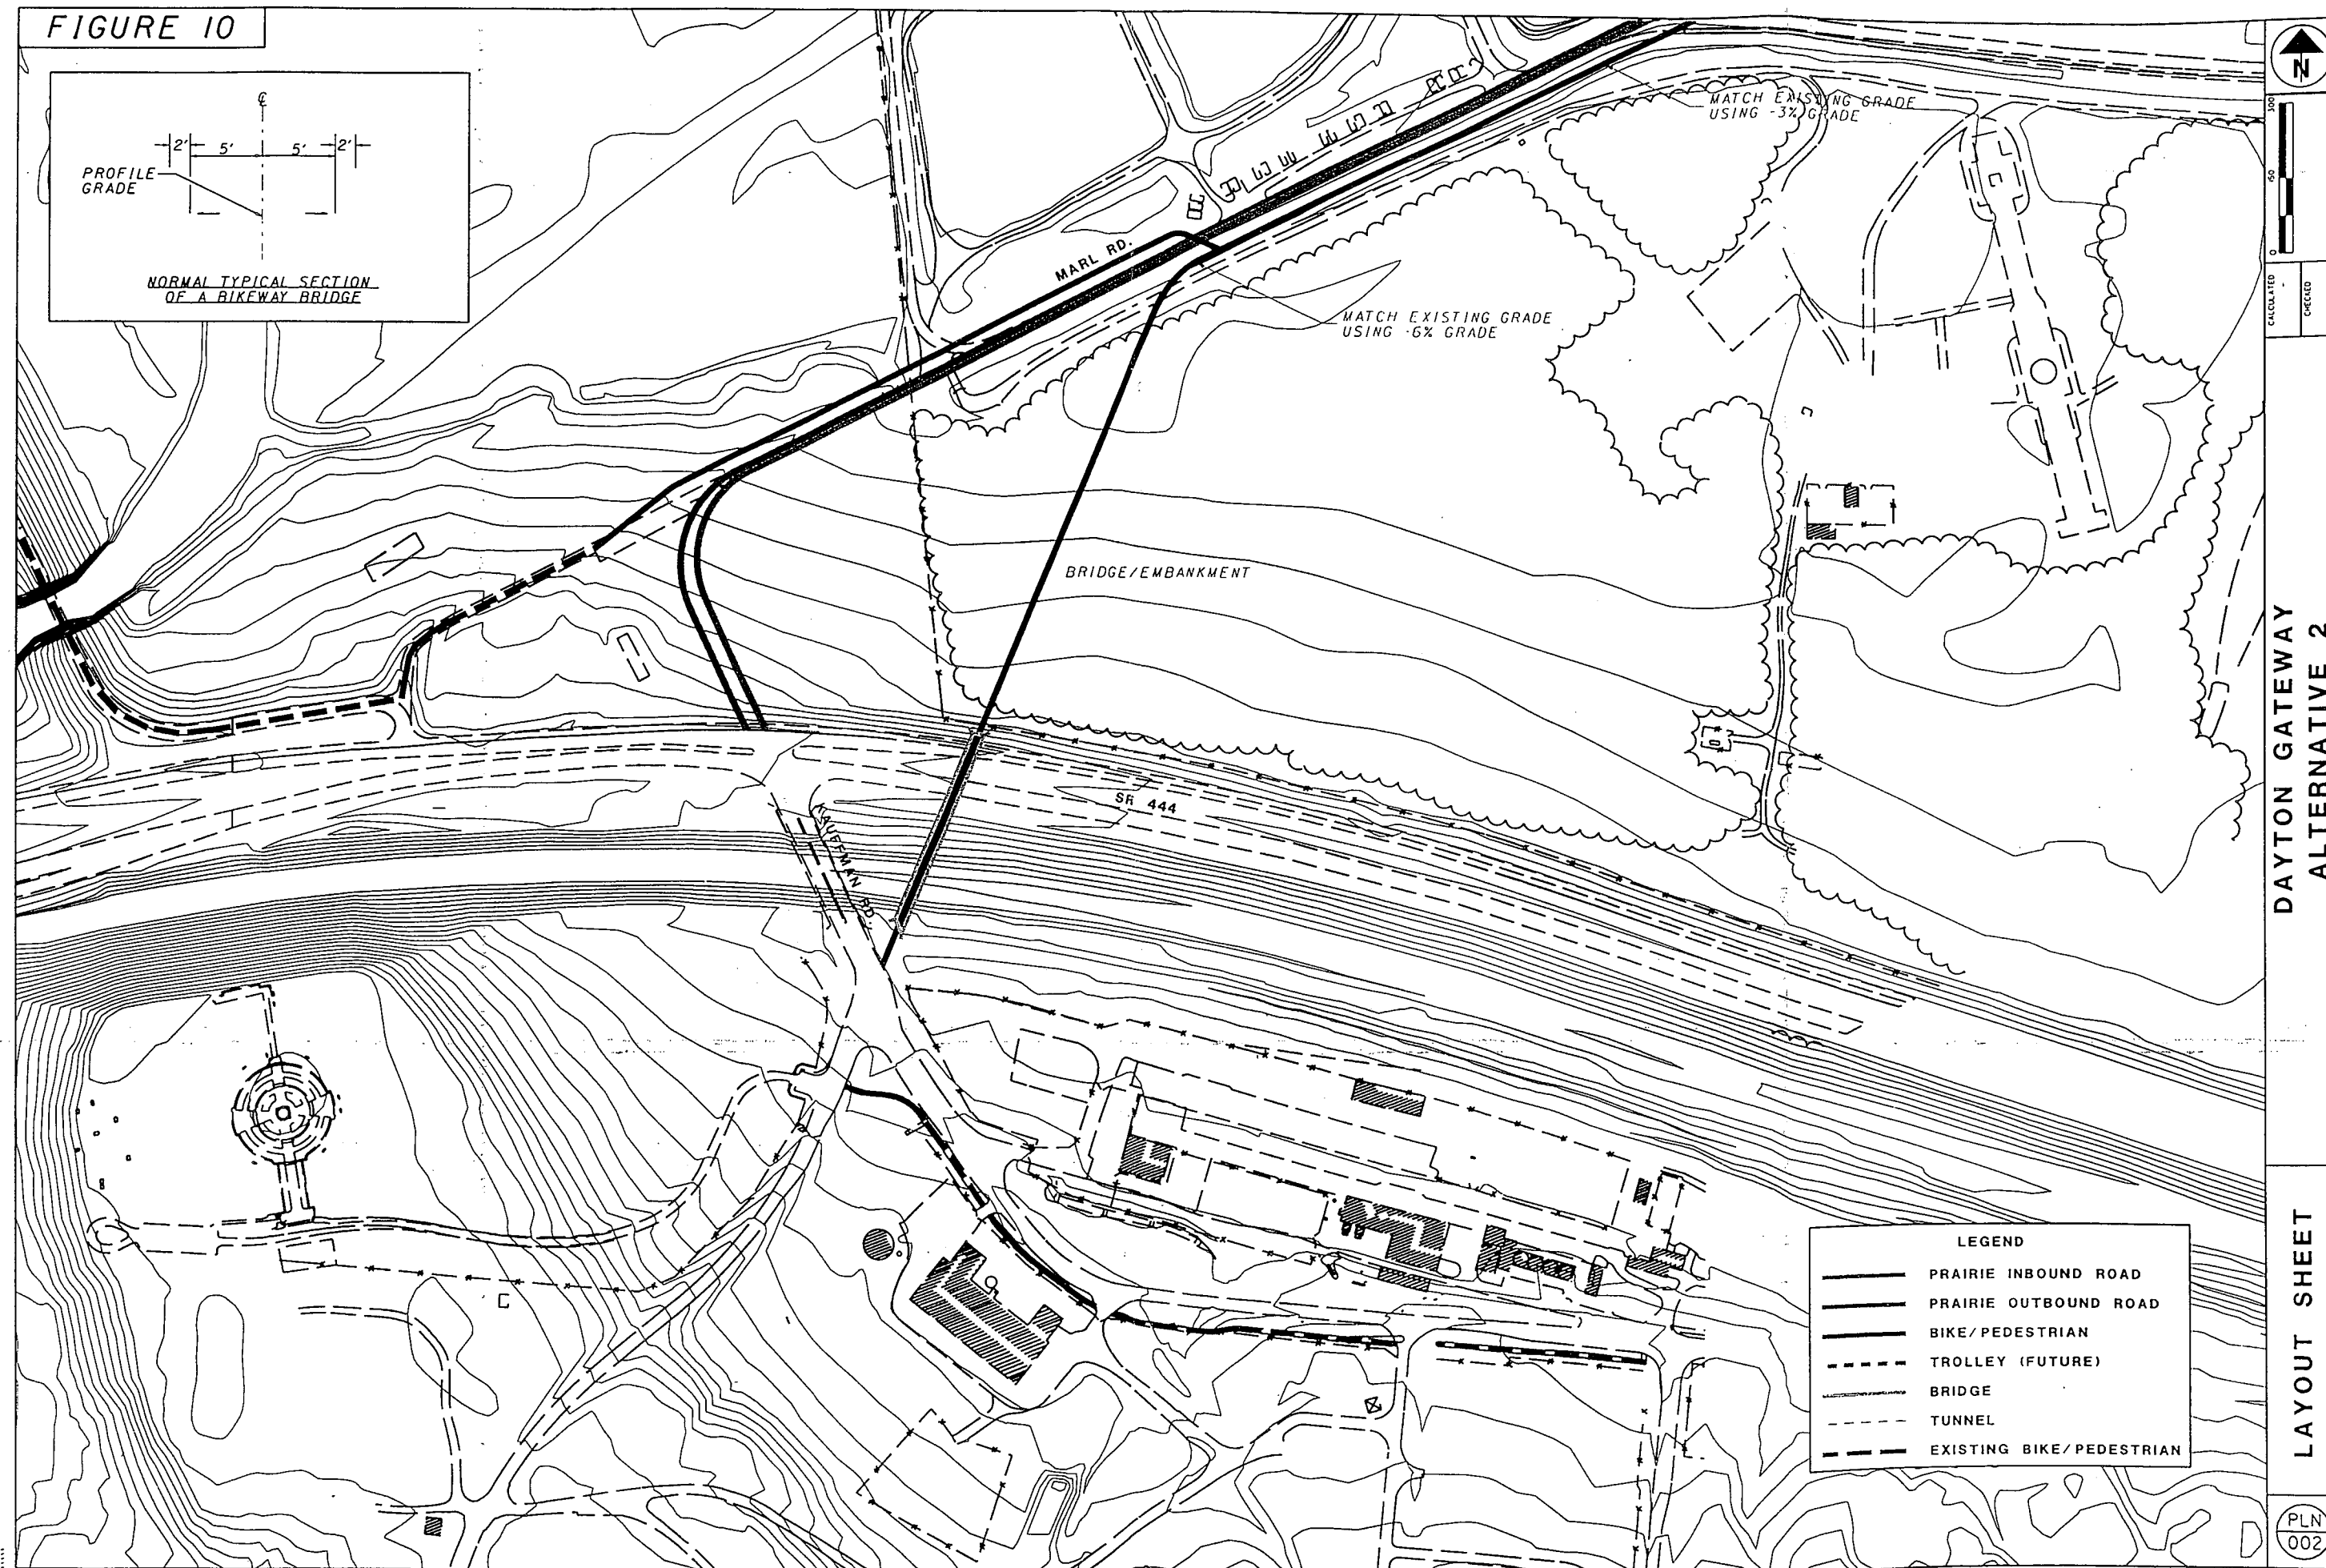 FIGURE 10
2' 5' 5' 2'
PROFILE
GRADE
NORMAL TYPICAL SECTION
OF A BIKEWAY BRIDGE
N
300
150
0
CALCULATED
CHECKED
MATCH EXISTING GRADE
USING -3% GRADE
MARL RD.
MATCH EXISTING GRADE
USING -6% GRADE
BRIDGE/EMBANKMENT
SR 444
KAUFFMAN RD.
DAYTON GATEWAY
ALTERNATIVE 2
LAYOUT SHEET
LEGEND
PRAIRIE INBOUND ROAD
PRAIRIE OUTBOUND ROAD
BIKE/PEDESTRIAN
TROLLEY (FUTURE)
BRIDGE
TUNNEL
EXISTING BIKE/PEDESTRIAN
PLN
002